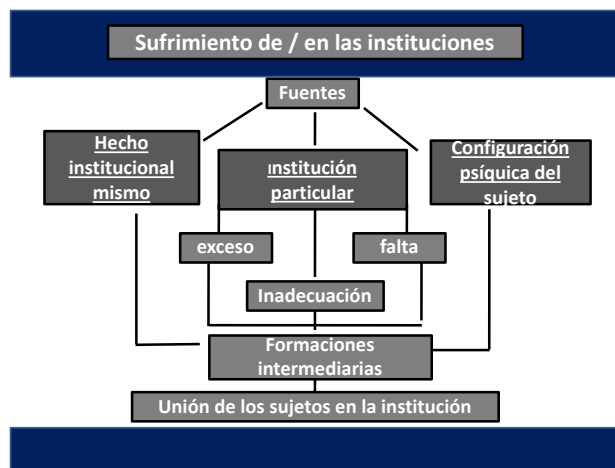 Sufrimiento de / en las instituciones
Fuentes
Hecho
institucional
mismo
Institución
particular
Configuración
psíquica del
sujeto
exceso
falta
Inadecuación
Formaciones
intermediarias
Unión de los sujetos en la institución